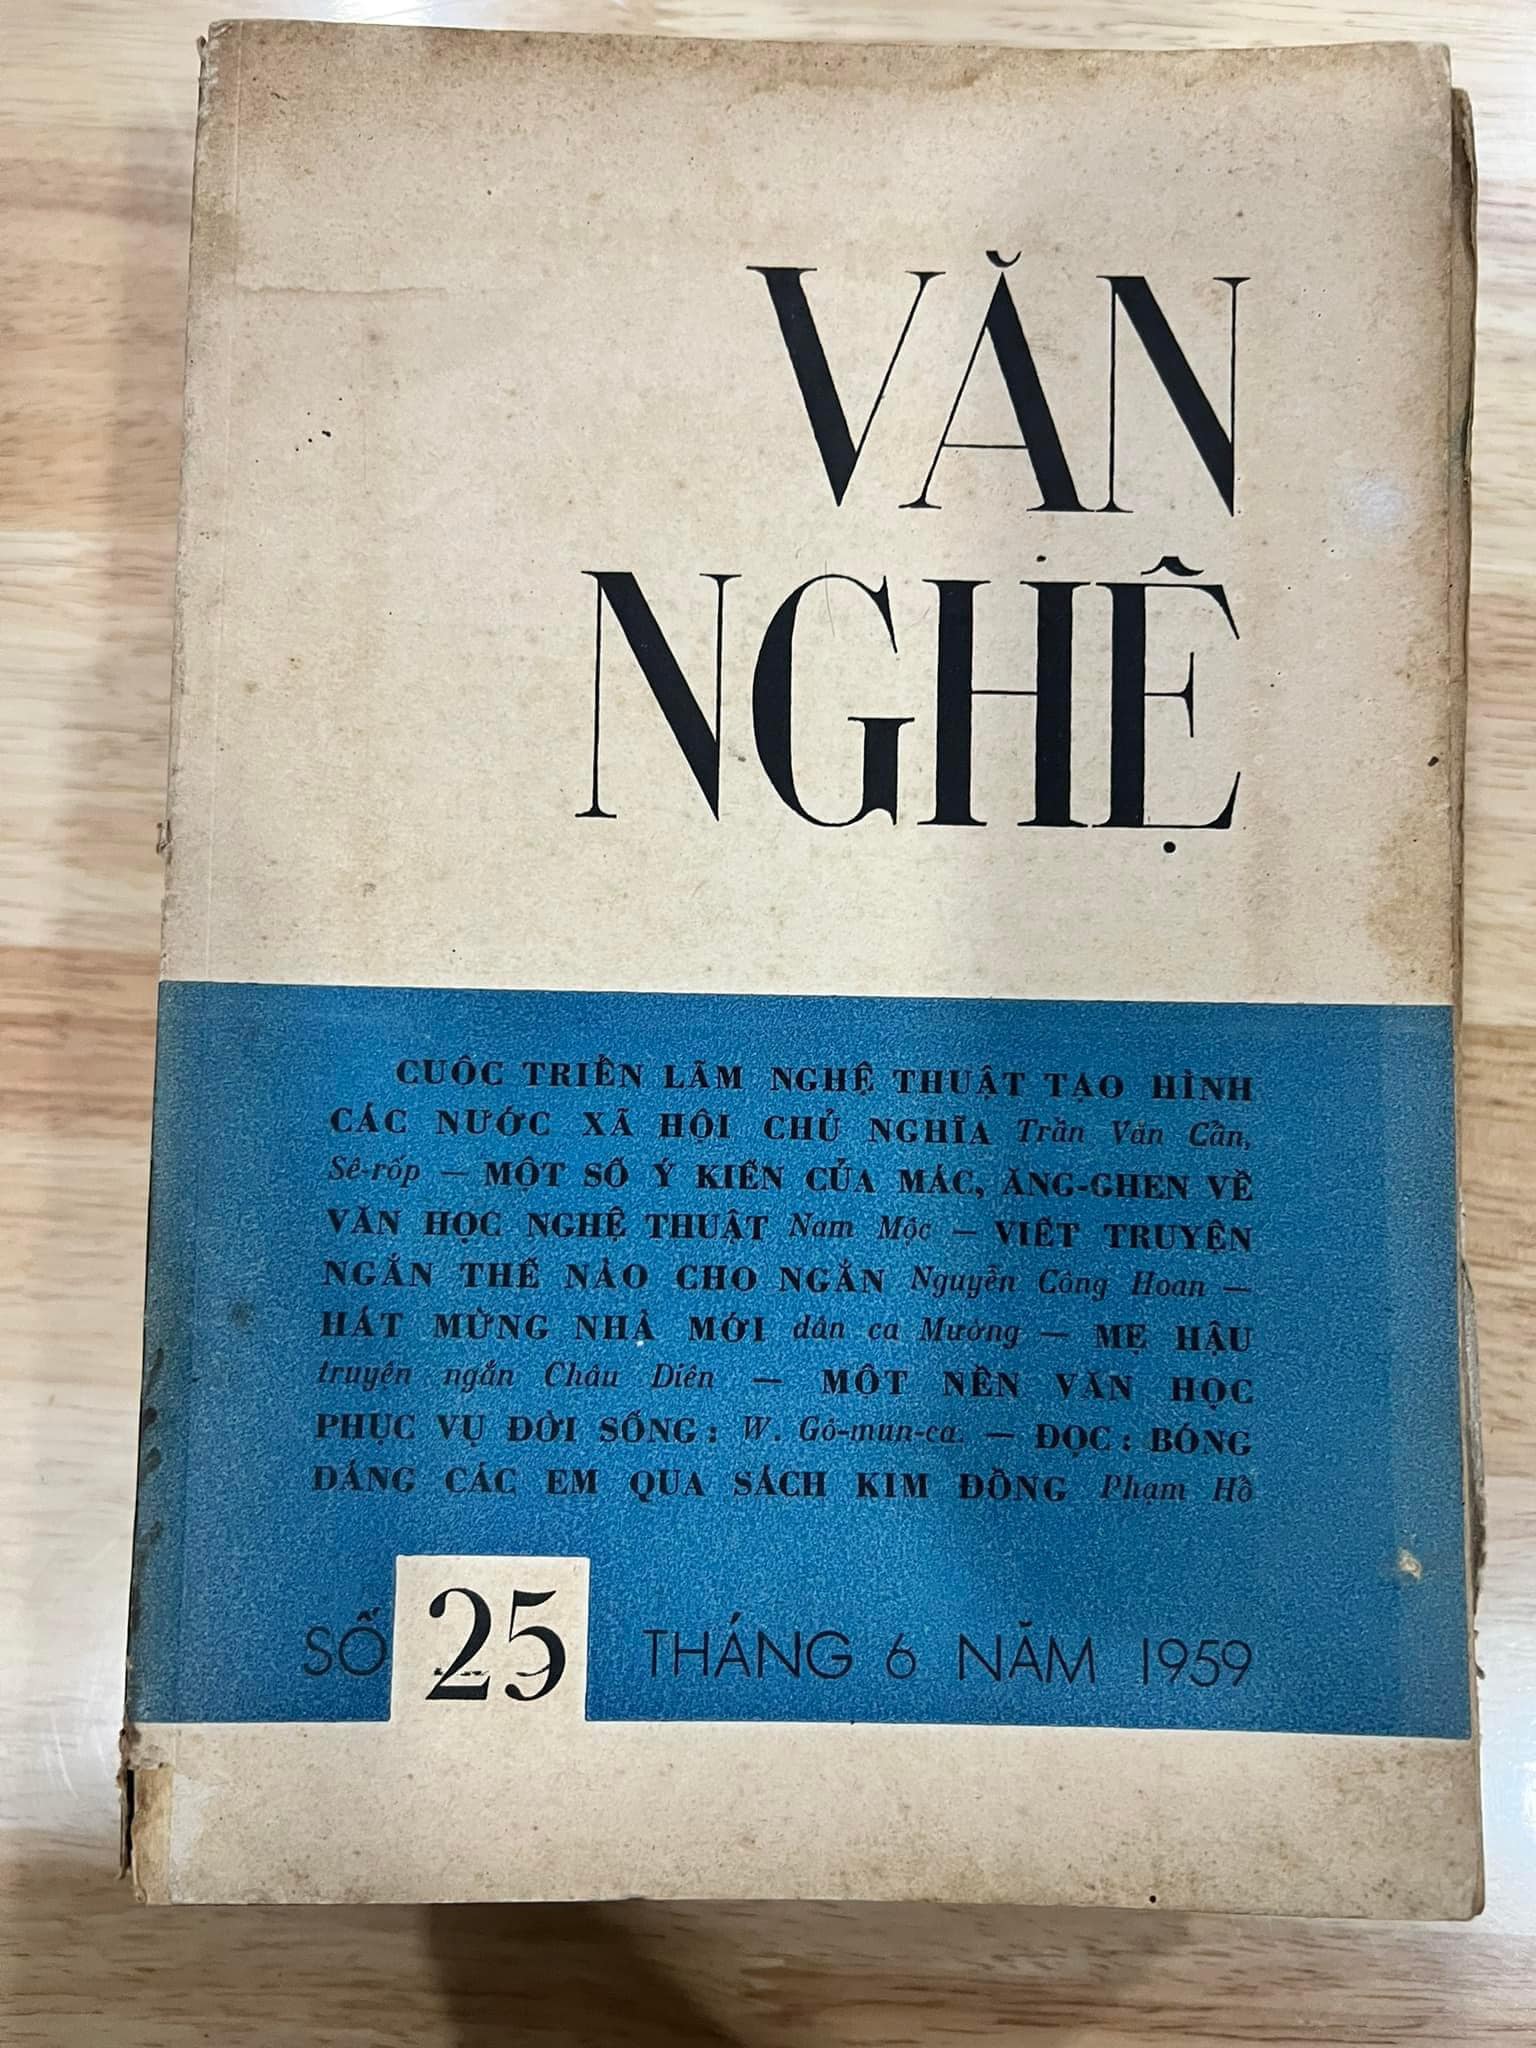 VĂN
NGHỆ
CUỘC TRIỂN LÃM NGHỆ THUẬT TẠO HÌNH
CÁC NƯỚC XÃ HỘI CHỦ NGHĨA Trần Văn Cẩn,
Sê-rốp — MỘT SỐ Ý KIẾN CỦA MÁC, ĂNG-GHEN VỀ
VĂN HỌC NGHỆ THUẬT Nam Mộc — VIẾT TRUYỆN
NGẮN THẾ NÀO CHO NGẮN Nguyễn Công Hoan —
HÁT MỪNG NHÀ MỚI dân ca Mường — MẸ HẬU
truyện ngắn Châu Diên — MỘT NỀN VĂN HỌC
PHỤC VỤ ĐỜI SỐNG : W. Gô-mun-ca. — ĐỌC : BÓNG
DÁNG CÁC EM QUA SÁCH KIM ĐỒNG Phạm Hồ
SỐ 25 THÁNG 6 NĂM 1959